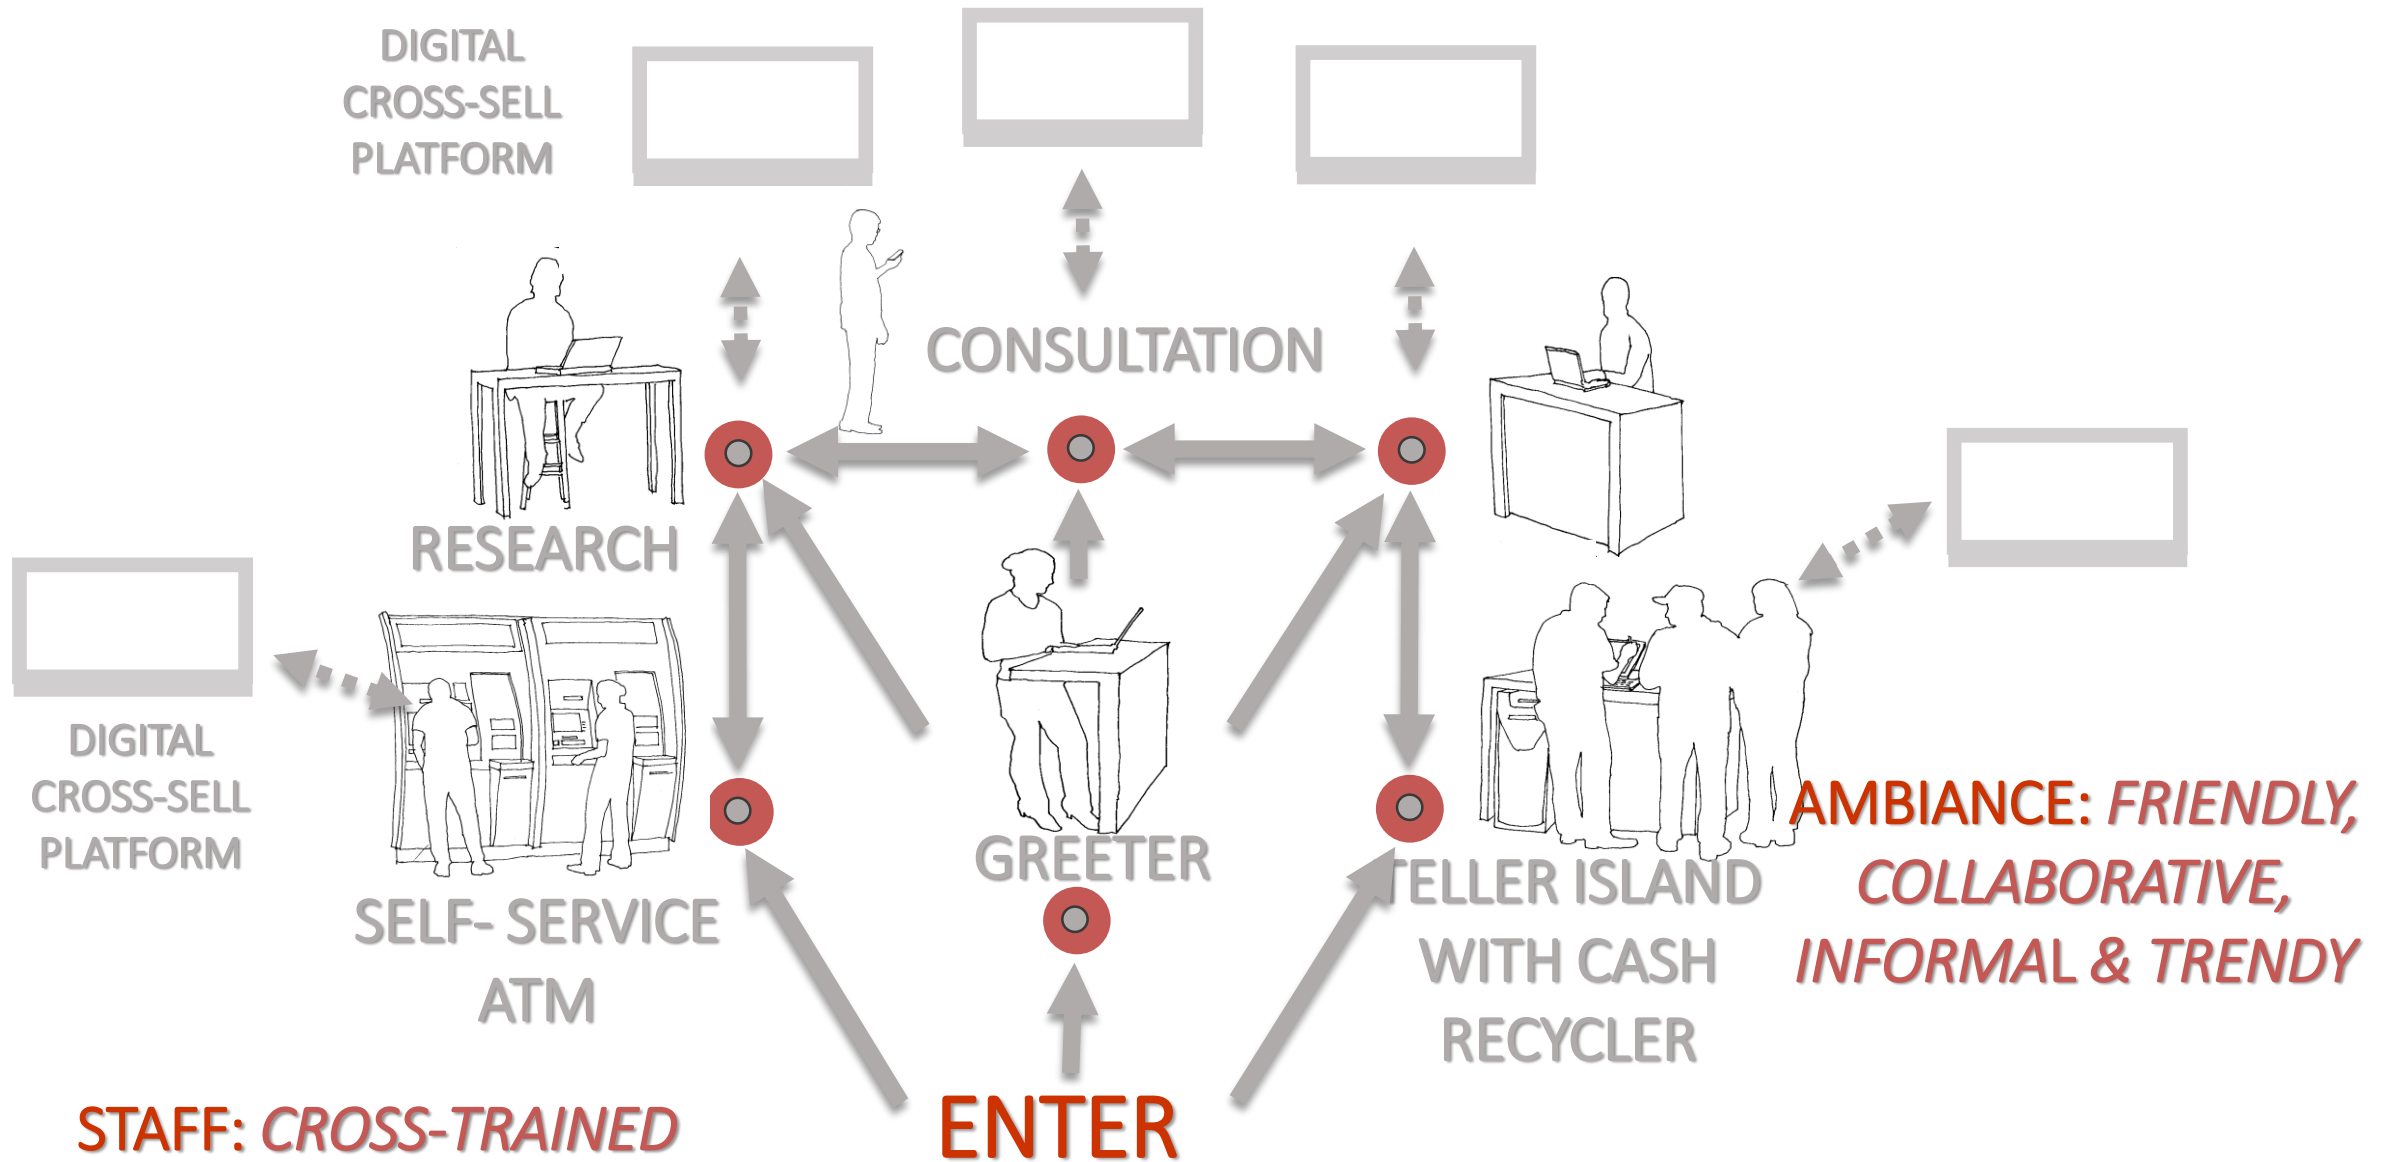 DIGITAL
CROSS-SELL
PLATFORM
CONSULTATION
RESEARCH
DIGITAL
CROSS-SELL
PLATFORM
GREETER
SELF- SERVICE
ATM
TELLER ISLAND
WITH CASH
RECYCLER
AMBIANCE: FRIENDLY,
COLLABORATIVE,
INFORMAL & TRENDY
STAFF: CROSS-TRAINED
ENTER